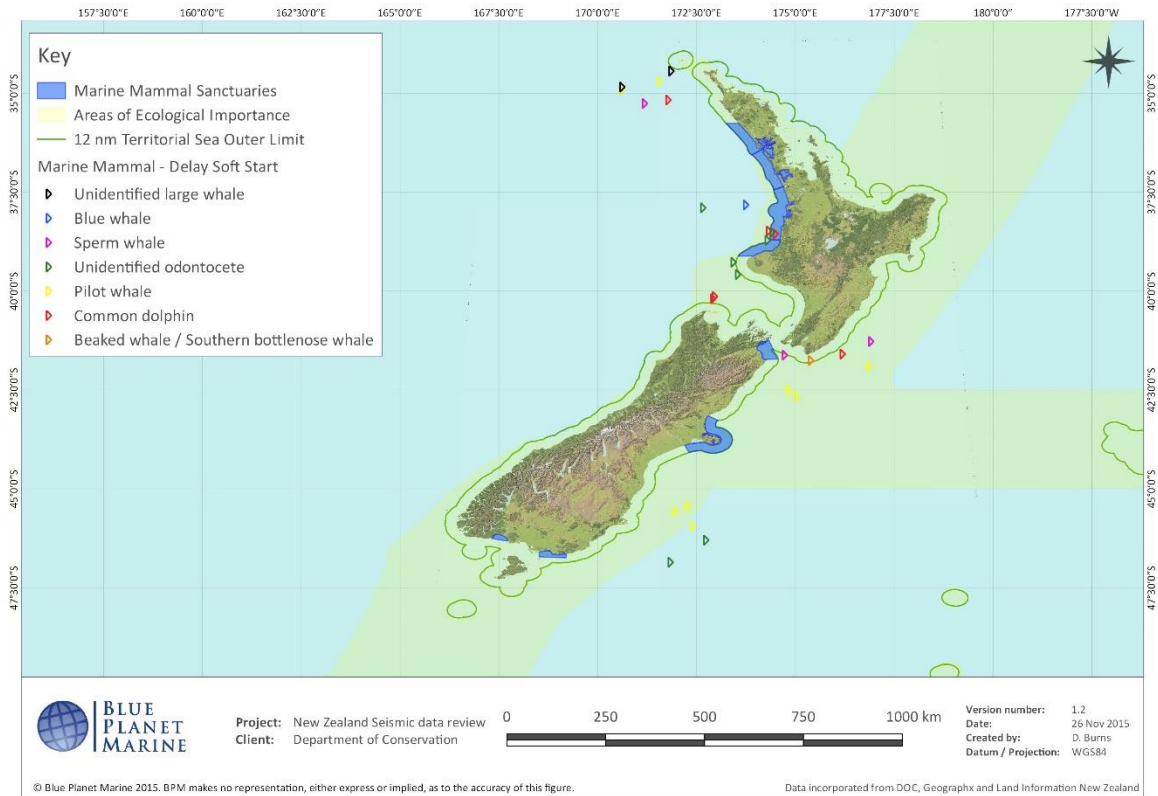 157°30'0"E 160°0'0"E 162°30'0"E 165°0'0"E 167°30'0"E 170°0'0"E 172°30'0"E 175°0'0"E 177°30'0"E 180°0'0" 177°30'0"W
Key
Marine Mammal Sanctuaries
Areas of Ecological Importance
12 nm Territorial Sea Outer Limit
Marine Mammal - Delay Soft Start
Unidentified large whale
Blue whale
Sperm whale
Unidentified odontocete
Pilot whale
Common dolphin
Beaked whale / Southern bottlenose whale
35°0'0"S
37°30'0"S
40°0'0"S
42°30'0"S
45°0'0"S
47°30'0"S
35°0'0"S
37°30'0"S
40°0'0"S
42°30'0"S
45°0'0"S
47°30'0"S
BLUE
PLANET
MARINE
Project: New Zealand Seismic data review
Client: Department of Conservation
0 250 500 750 1000 km
Version number: 1.2
Date: 26 Nov 2015
Created by: D. Burns
Datum / Projection: WGS84
© Blue Planet Marine 2015. BPM makes no representation, either express or implied, as to the accuracy of this figure.
Data incorporated from DOC, Geographx and Land Information New Zealand